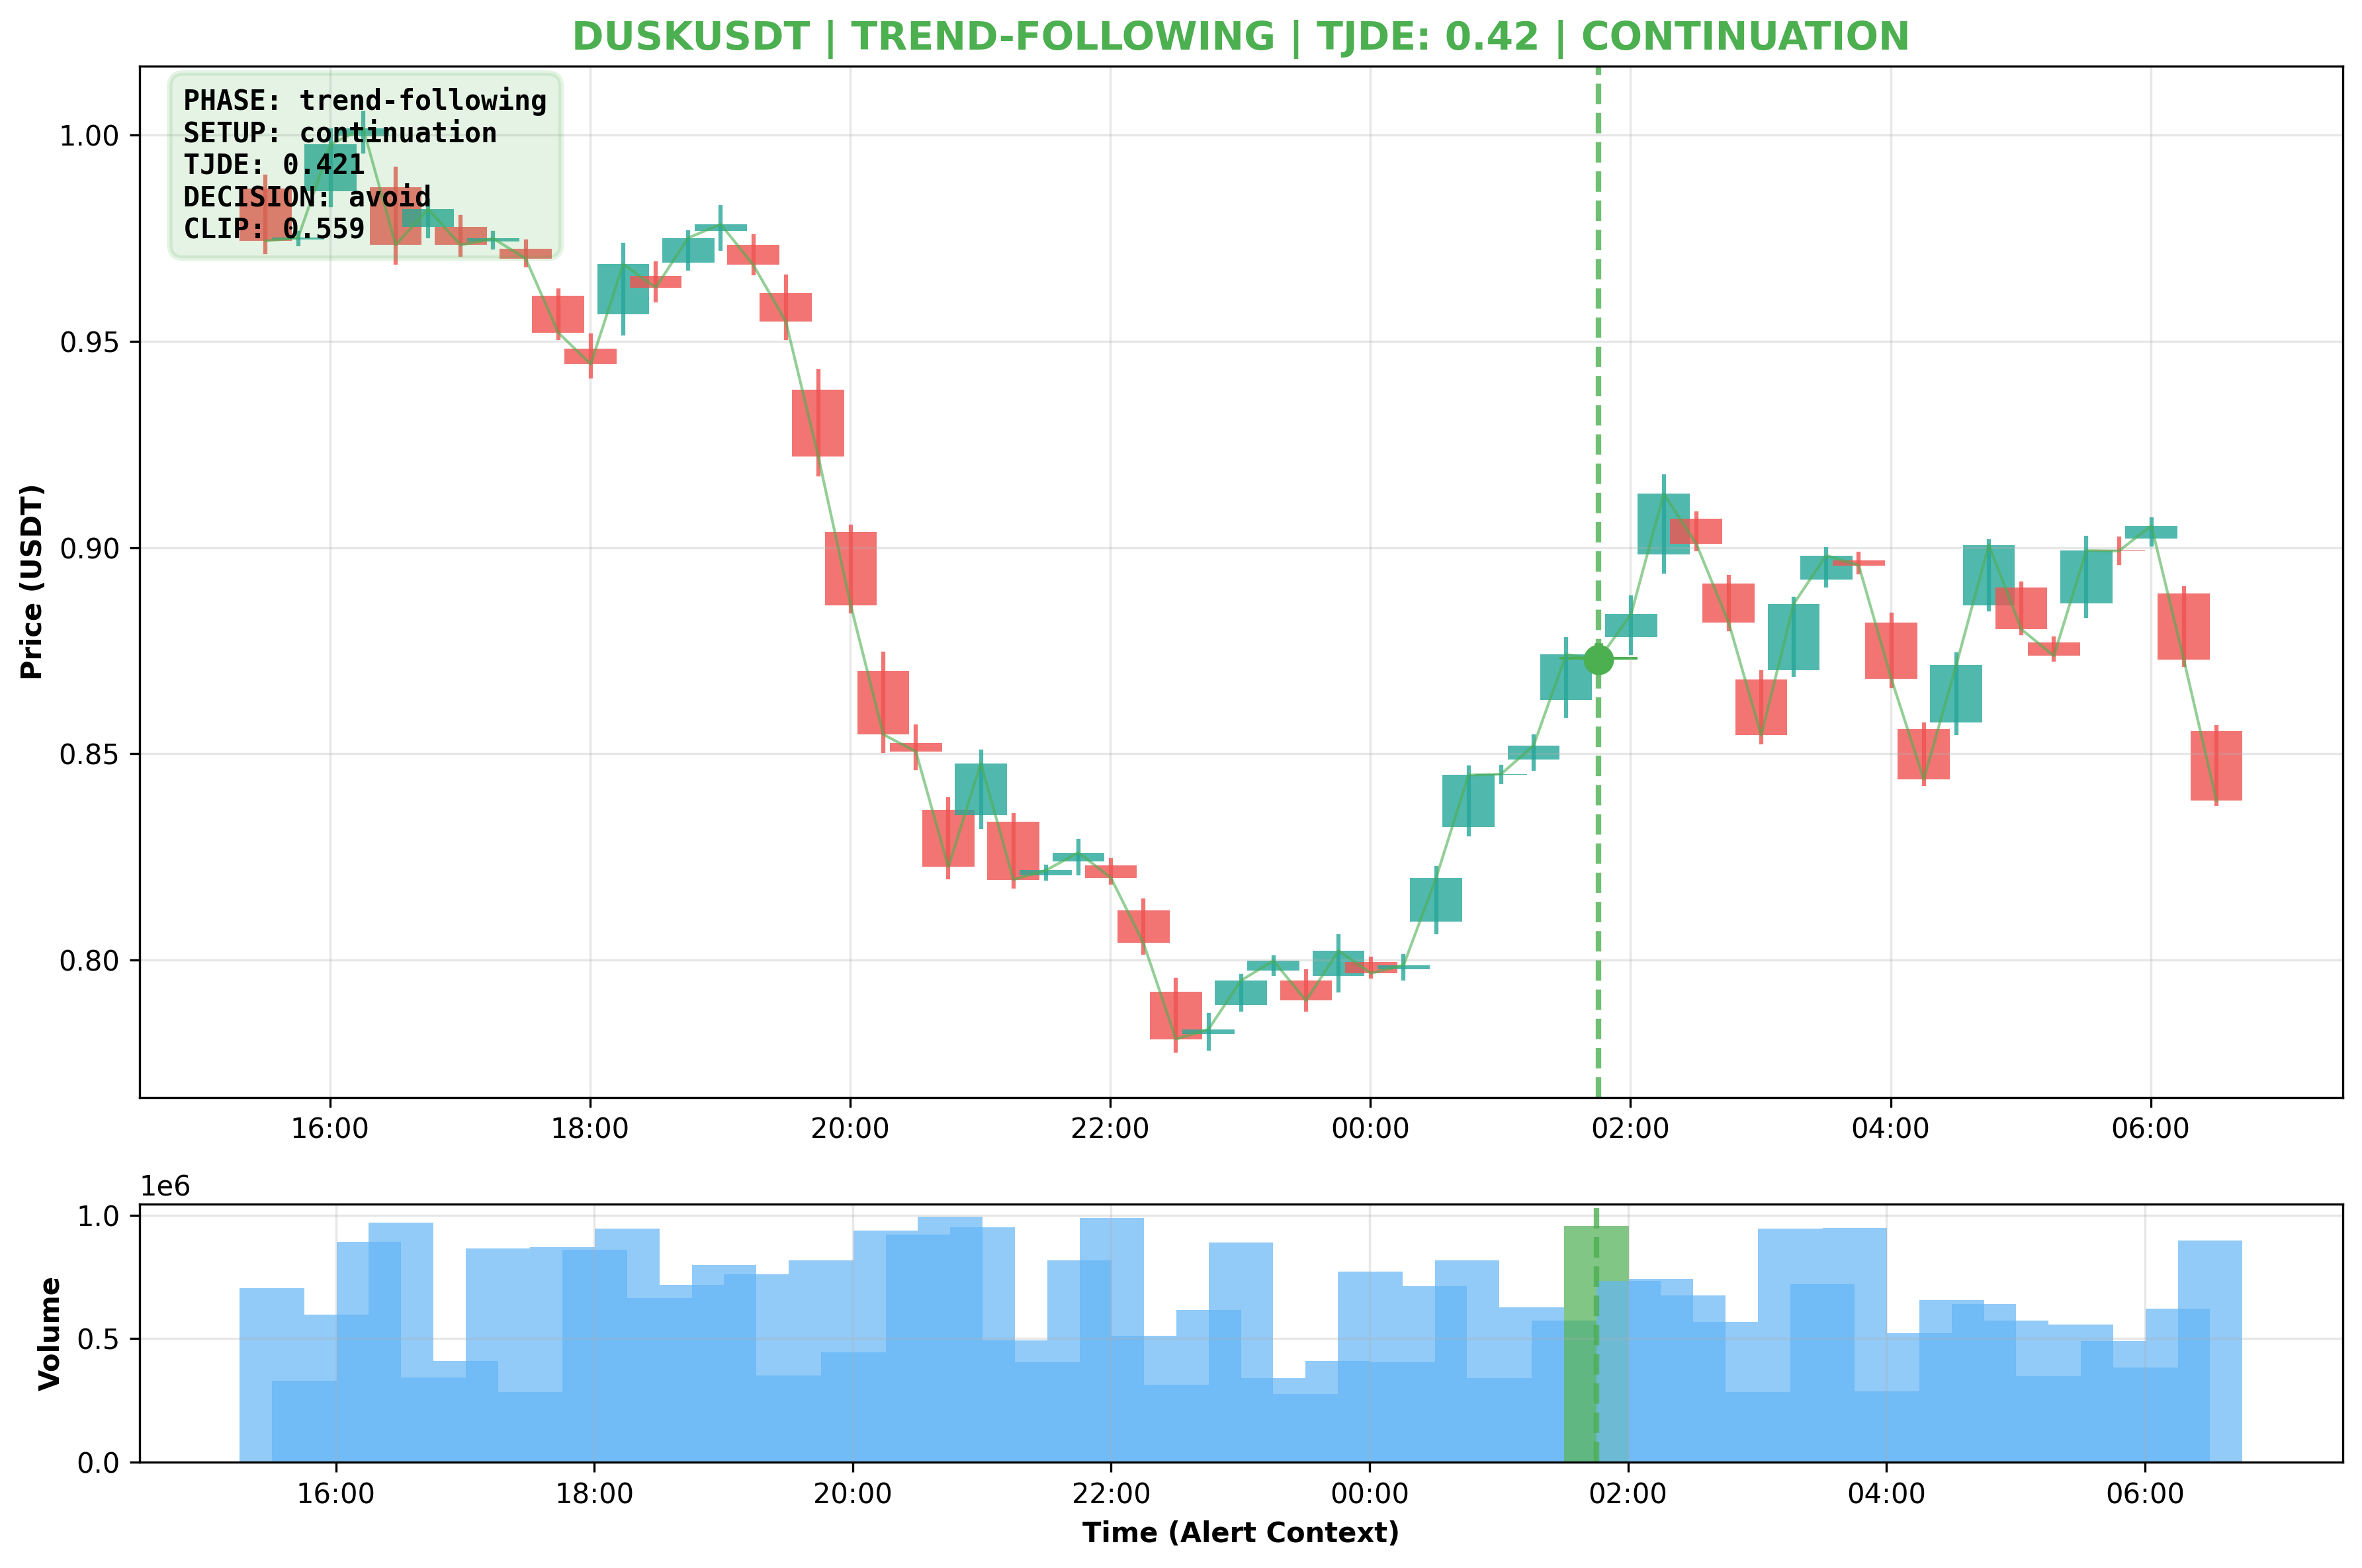 DUSKUSDT | TREND-FOLLOWING | TJDE: 0.42 | CONTINUATION
PHASE: trend-following
SETUP: continuation
TJDE: 0.421
DECISION: avoid
CLIP: 0.559
Price (USDT)
1.00
0.95
0.90
0.85
0.80
16:00 18:00 20:00 22:00 00:00 02:00 04:00 06:00
1e6
Volume
1.0
0.5
0.0
16:00 18:00 20:00 22:00 00:00 02:00 04:00 06:00
Time (Alert Context)